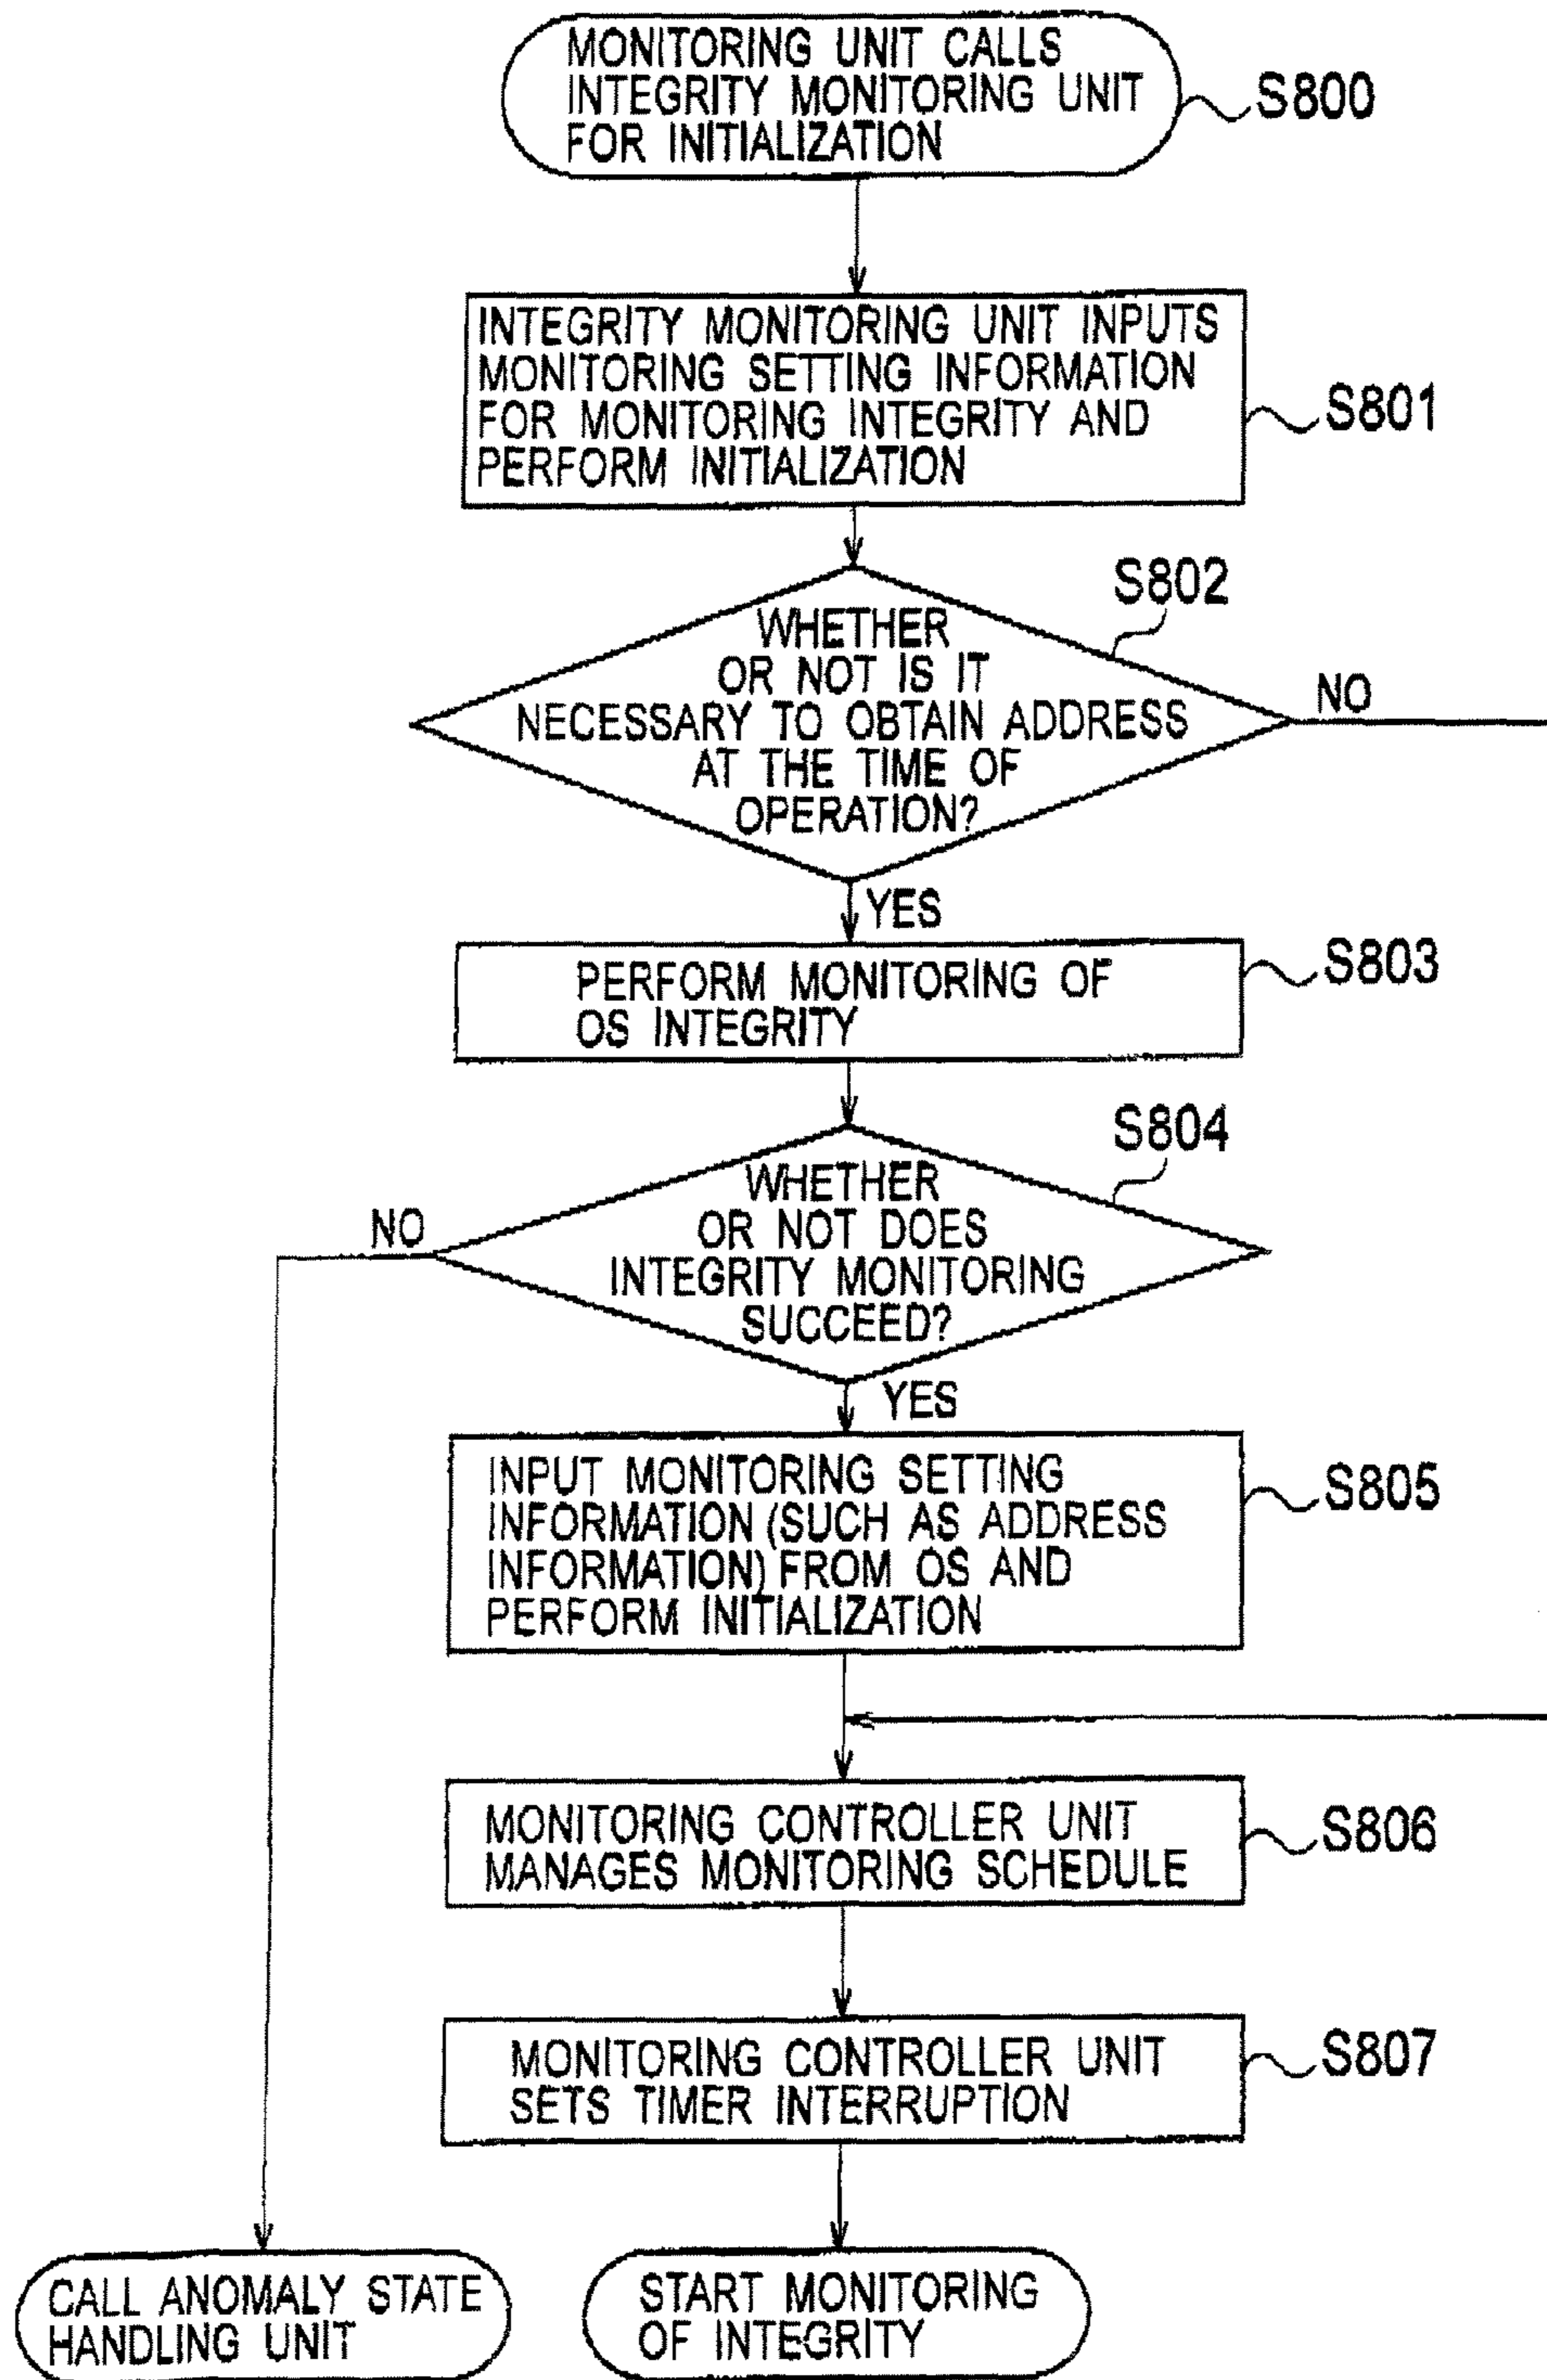 MONITORING UNIT CALLS
INTEGRITY MONITORING UNIT
FOR INITIALIZATION
S800
INTEGRITY MONITORING UNIT INPUTS
MONITORING SETTING INFORMATION
FOR MONITORING INTEGRITY AND
PERFORM INITIALIZATION
S801
S802
WHETHER
OR NOT IS IT
NECESSARY TO OBTAIN ADDRESS
AT THE TIME OF
OPERATION?
NO
YES
PERFORM MONITORING OF
OS INTEGRITY
S803
S804
WHETHER
OR NOT DOES
INTEGRITY MONITORING
SUCCEED?
NO
YES
INPUT MONITORING SETTING
INFORMATION (SUCH AS ADDRESS
INFORMATION) FROM OS AND
PERFORM INITIALIZATION
S805
MONITORING CONTROLLER UNIT
MANAGES MONITORING SCHEDULE
S806
MONITORING CONTROLLER UNIT
SETS TIMER INTERRUPTION
S807
CALL ANOMALY STATE
HANDLING UNIT
START MONITORING
OF INTEGRITY